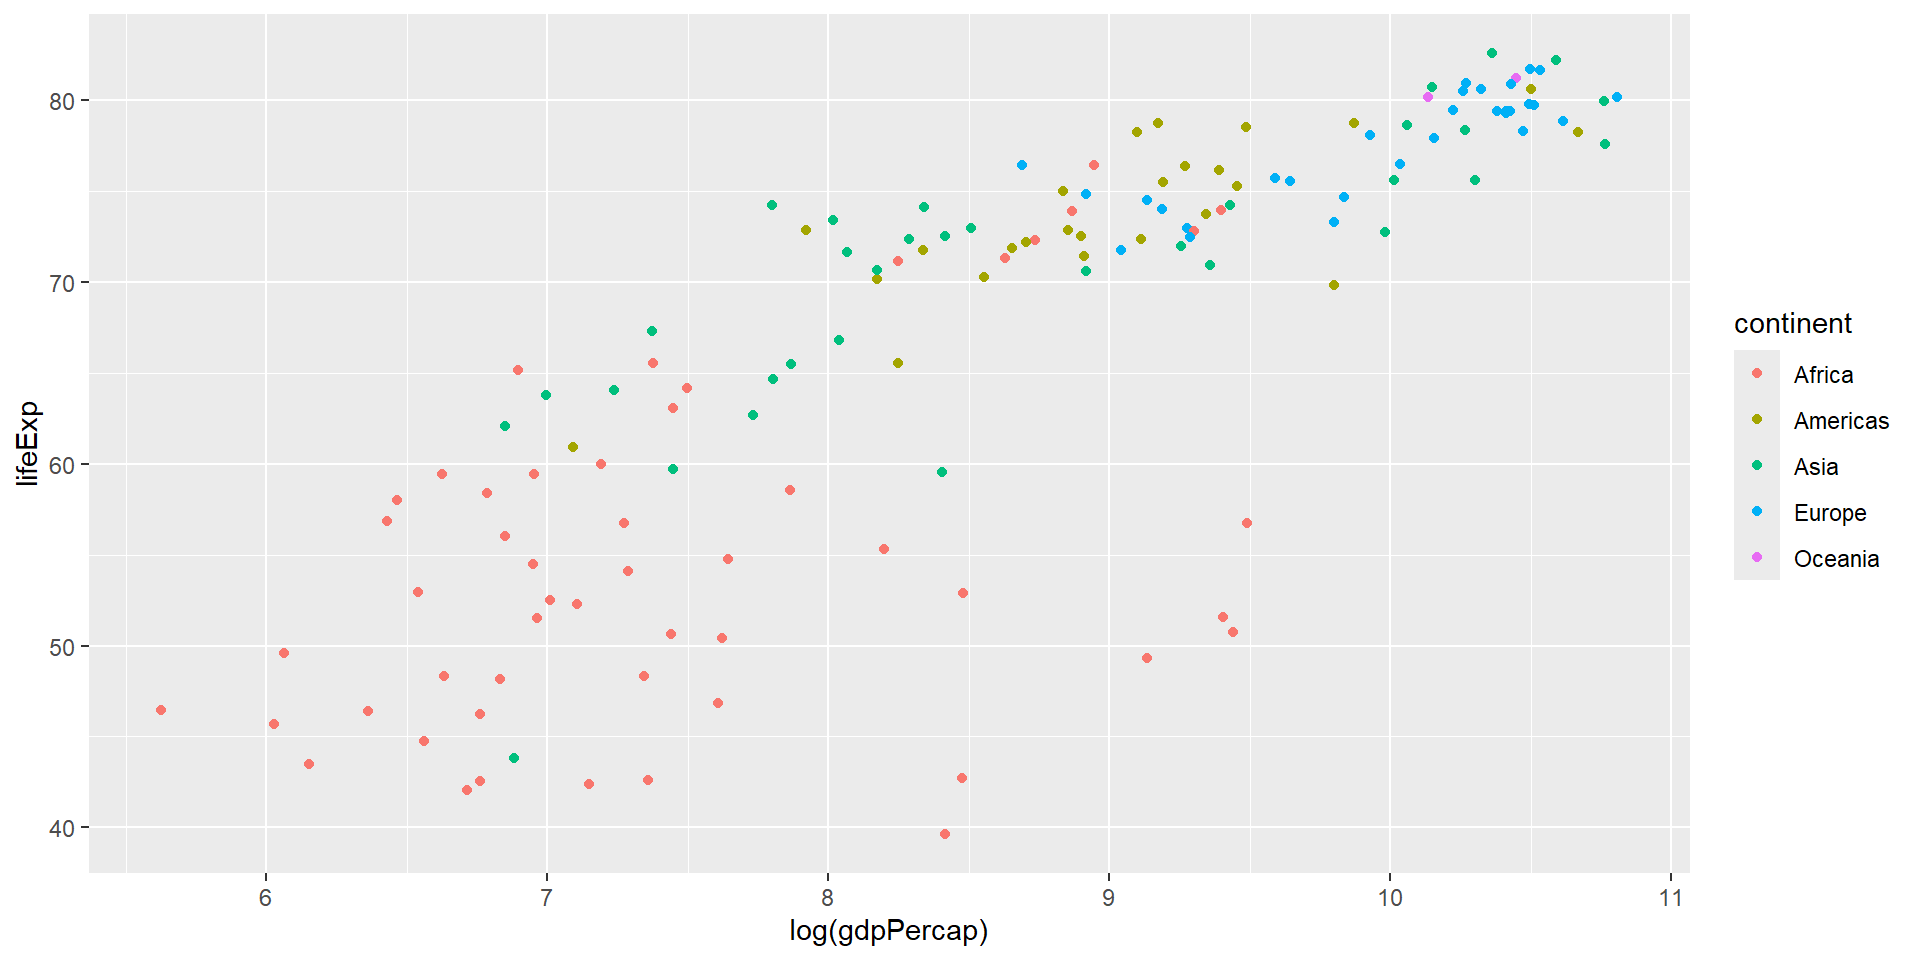 80
70
60
50
40
lifeExp
6 7 8 9 10 11
log(gdpPercap)
continent
Africa
Americas
Asia
Europe
Oceania